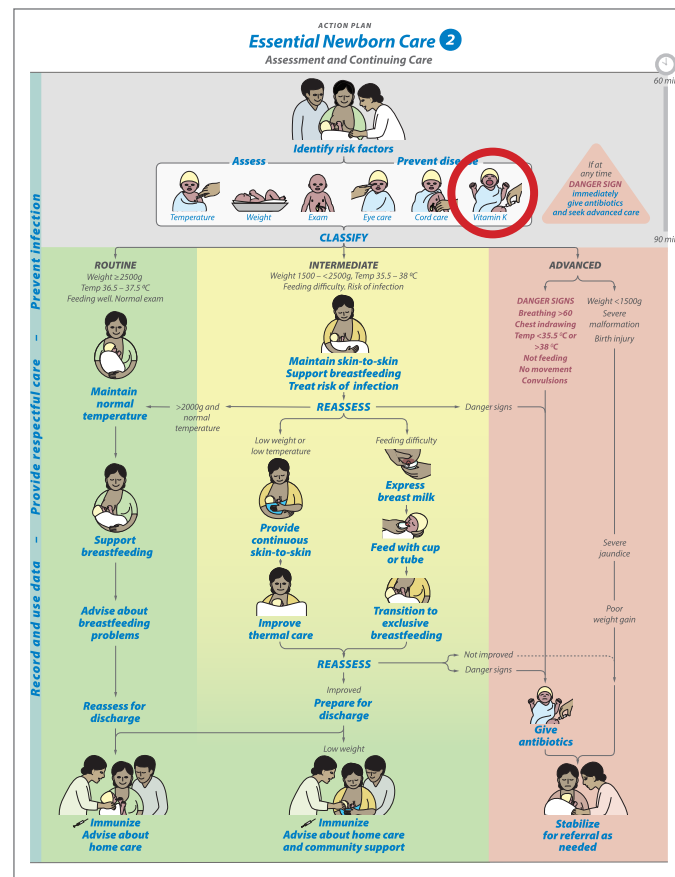 ACTION PLAN
Essential Newborn Care 2
Assessment and Continuing Care
60 min
Identify risk factors
Assess
Prevent disease
Temperature
Weight
Exam
Eye care
Cord care
Vitamin K
If at
any time
DANGER SIGN
immediately
give antibiotics
and seek advanced care
CLASSIFY
90 min
Prevent infection
–
Provide respectful care
–
Record and use data
ROUTINE
Weight ≥2500g
Temp 36.5 – 37.5 ºC
Feeding well. Normal exam
Maintain
normal
temperature
Support
breastfeeding
Advise about
breastfeeding
problems
Reassess for
discharge
Immunize
Advise about
home care
INTERMEDIATE
Weight 1500 – <2500g, Temp 35.5 – 38 ºC
Feeding difficulty. Risk of infection
Maintain skin-to-skin
Support breastfeeding
Treat risk of infection
REASSESS
>2000g and
normal
temperature
Danger signs
Low weight or
low temperature
Provide
continuous
skin-to-skin
Improve
thermal care
Feeding difficulty
Express
breast milk
Feed with cup
or tube
Transition to
exclusive
breastfeeding
REASSESS
Not improved
Danger signs
Improved
Prepare for
discharge
Low weight
Immunize
Advise about home care
and community support
ADVANCED
DANGER SIGNS
Breathing >60
Chest indrawing
Temp <35.5 ºC or
>38 ºC
Not feeding
No movement
Convulsions
Weight <1500g
Severe
malformation
Birth injury
Severe
jaundice
Poor
weight gain
Give
antibiotics
Stabilize
for referral as
needed